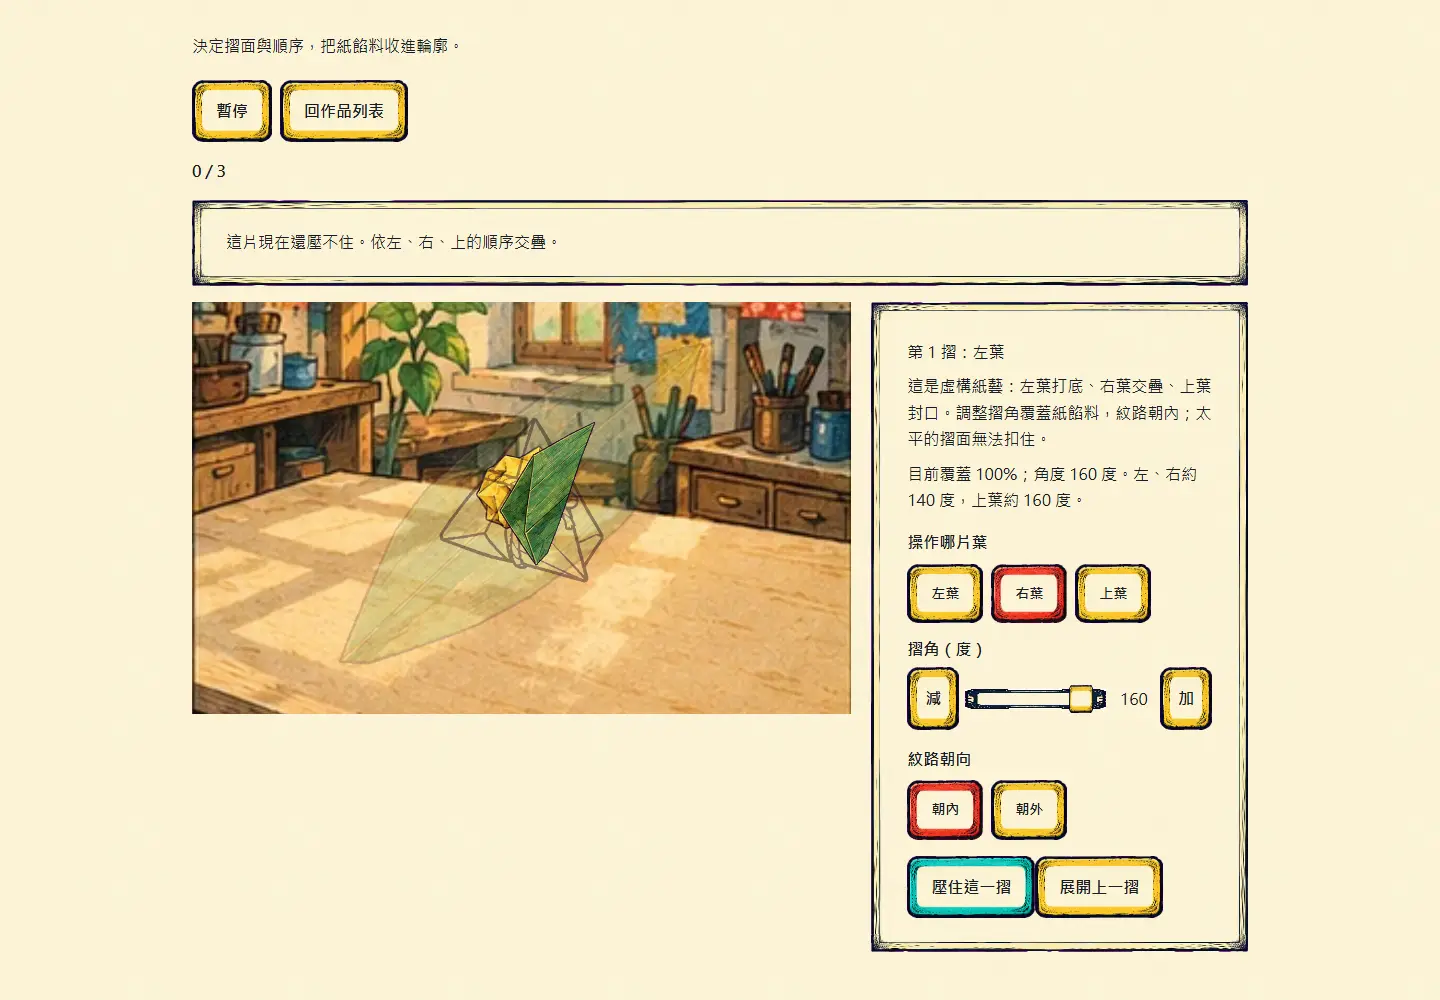 決定摺面與順序，把紙餡料收進輪廓。
暫停
回作品列表
0 / 3
這片現在還壓不住。依左、右、上的順序交疊。
第 1 摺：左葉
這是虛構紙藝：左葉打底、右葉交疊、上葉
封口。調整摺角覆蓋紙餡料，紋路朝內；太
平的摺面無法扣住。
目前覆蓋 100%；角度 160 度。左、右約
140 度，上葉約 160 度。
操作哪片葉
左葉
右葉
上葉
摺角（度）
減
160
加
紋路朝向
朝內
朝外
壓住這一摺
展開上一摺